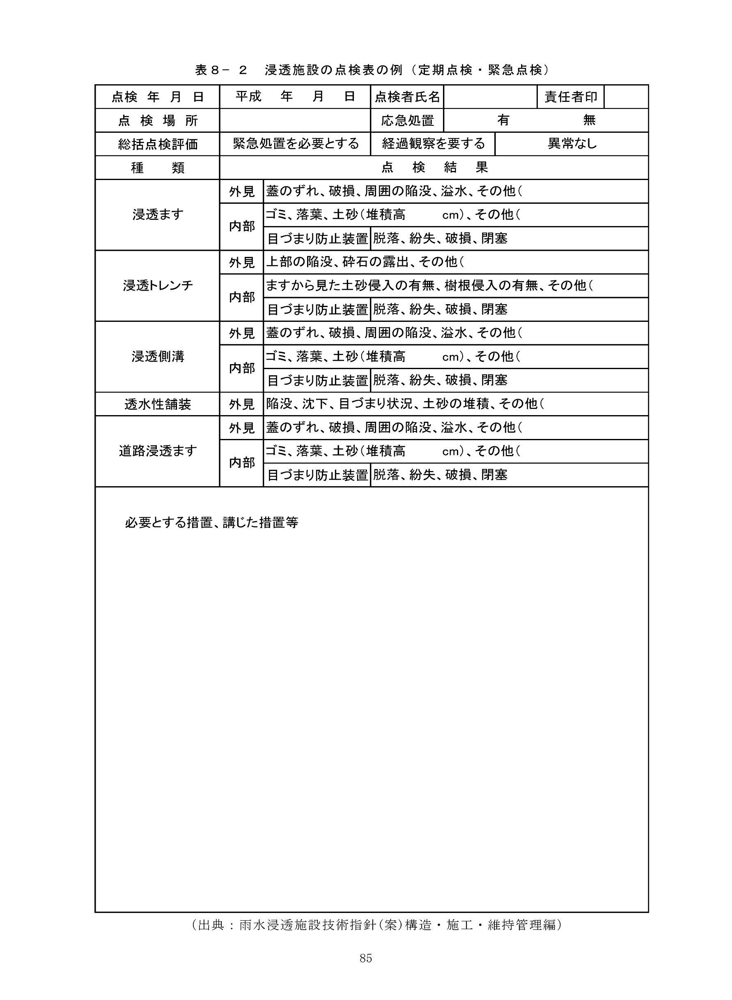 表８－ ２　浸透施設の点検表の例（定期点検・緊急点検）
点検 年 月 日　平成　年　月　日　点検者氏名　責任者印
点 検 場 所　応急処置　有　無
総括点検評価　緊急処置を必要とする　経過観察を要する　異常なし
種　類　点　検　結　果
浸透ます
外見　蓋のずれ、破損、周囲の陥没、溢水、その他（
内部
ゴミ、落葉、土砂（堆積高　　cm）、その他（
目づまり防止装置　脱落、紛失、破損、閉塞
浸透トレンチ
外見　上部の陥没、砕石の露出、その他（
内部
ますから見た土砂侵入の有無、樹根侵入の有無、その他（
目づまり防止装置　脱落、紛失、破損、閉塞
浸透側溝
外見　蓋のずれ、破損、周囲の陥没、溢水、その他（
内部
ゴミ、落葉、土砂（堆積高　　cm）、その他（
目づまり防止装置　脱落、紛失、破損、閉塞
透水性舗装　外見　陥没、沈下、目づまり状況、土砂の堆積、その他（
道路浸透ます
外見　蓋のずれ、破損、周囲の陥没、溢水、その他（
内部
ゴミ、落葉、土砂（堆積高　　cm）、その他（
目づまり防止装置　脱落、紛失、破損、閉塞
必要とする措置、講じた措置等
（出典：雨水浸透施設技術指針(案)構造・施工・維持管理編）
85